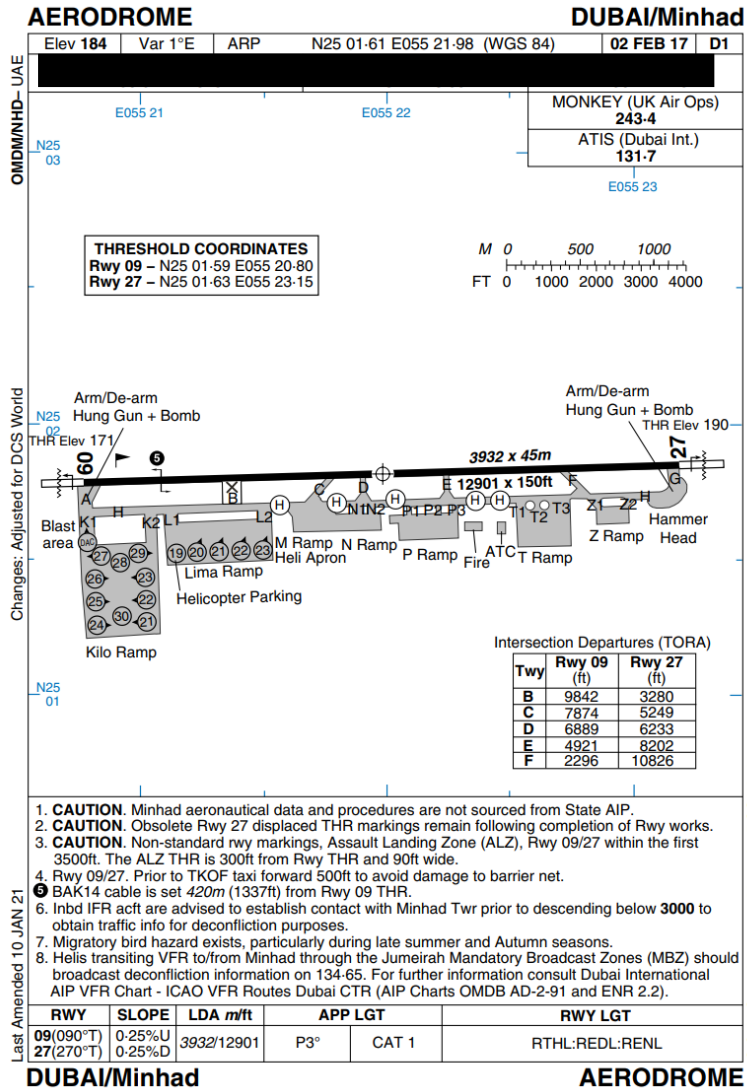 AERODROME DUBAI/Minhad
Elev 184 Var 1°E ARP N25 01·61 E055 21·98 (WGS 84) 02 FEB 17 D1
OMDM/NHD– UAE
MONKEY (UK Air Ops)
243·4
ATIS (Dubai Int.)
131·7
E055 21
E055 22
E055 23
N25
03
THRESHOLD COORDINATES
Rwy 09 – N25 01·59 E055 20·80
Rwy 27 – N25 01·63 E055 23·15
M 0 500 1000
FT 0 1000 2000 3000 4000
Changes: Adjusted for DCS World
Arm/De-arm
Hung Gun + Bomb
Arm/De-arm
Hung Gun + Bomb
N25
02
THR Elev 171
THR Elev 190
09
27
5
3932 x 45m
12901 x 150ft
A
B
C
D
E
F
G
H
H
H
H
H
H
H
K1
K2
L1
L2
N1
N2
P1
P2
P3
T1
T2
T3
Z1
Z2
Blast
area
DAC
27
28
29
26
23
25
22
24
30
21
19 20 21 22 23
Kilo Ramp
Lima Ramp
Helicopter Parking
M Ramp
Heli Apron
N Ramp
P Ramp
Fire
ATC
T Ramp
Z Ramp
Hammer
Head
N25
01
Intersection Departures (TORA)
Twy Rwy 09 (ft) Rwy 27 (ft)
B 9842 3280
C 7874 5249
D 6889 6233
E 4921 8202
F 2296 10826
1. CAUTION. Minhad aeronautical data and procedures are not sourced from State AIP.
2. CAUTION. Obsolete Rwy 27 displaced THR markings remain following completion of Rwy works.
3. CAUTION. Non-standard rwy markings, Assault Landing Zone (ALZ), Rwy 09/27 within the first
3500ft. The ALZ THR is 300ft from Rwy THR and 90ft wide.
4. Rwy 09/27. Prior to TKOF taxi forward 500ft to avoid damage to barrier net.
5 BAK14 cable is set 420m (1337ft) from Rwy 09 THR.
6. Inbd IFR acft are advised to establish contact with Minhad Twr prior to descending below 3000 to
obtain traffic info for deconfliction purposes.
7. Migratory bird hazard exists, particularly during late summer and Autumn seasons.
8. Helis transiting VFR to/from Minhad through the Jumeirah Mandatory Broadcast Zones (MBZ) should
broadcast deconfliction information on 134·65. For further information consult Dubai International
AIP VFR Chart - ICAO VFR Routes Dubai CTR (AIP Charts OMDB AD-2-91 and ENR 2.2).
Last Amended 10 JAN 21
RWY SLOPE LDA m/ft APP LGT RWY LGT
09(090°T) 0·25%U 3932/12901 P3° CAT 1 RTHL:REDL:RENL
27(270°T) 0·25%D
DUBAI/Minhad AERODROME